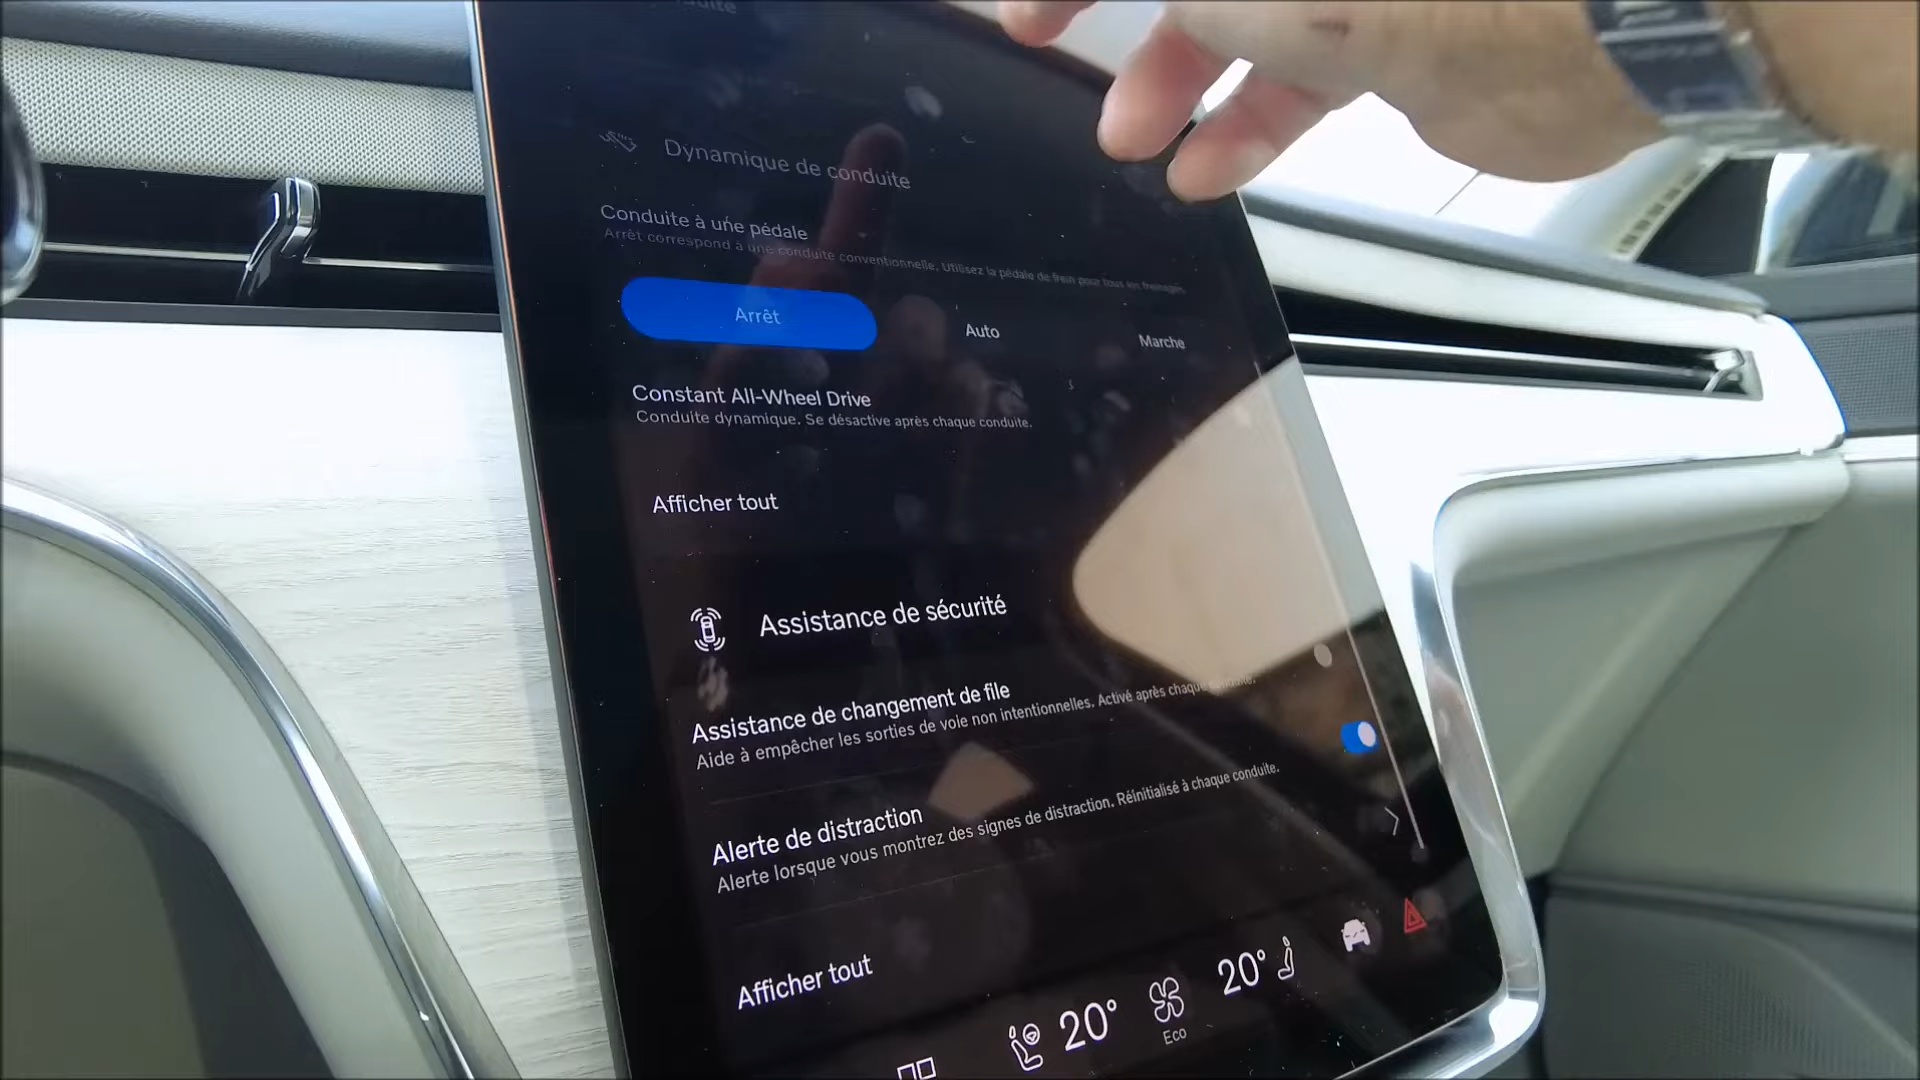 Dynamique de conduite
Conduite à une pédale
Arrêt correspond à une conduite conventionnelle. Utilisez la pédale de frein pour tous les freinages.
Arrêt
Auto
Marche
Constant All-Wheel Drive
Conduite dynamique. Se désactive après chaque conduite.
Afficher tout
Assistance de sécurité
Assistance de changement de file
Aide à empêcher les sorties de voie non intentionnelles. Activé après chaque conduite.
Alerte de distraction
Alerte lorsque vous montrez des signes de distraction. Réinitialisé à chaque conduite.
Afficher tout
20°
Eco
20°